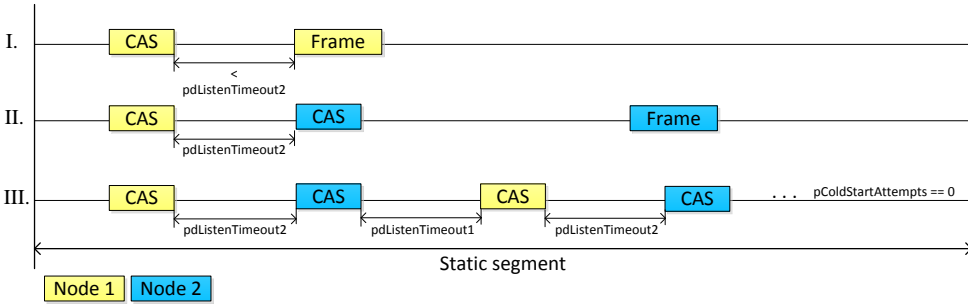 I. CAS Frame
<
pdListenTimeout2
II. CAS CAS Frame
pdListenTimeout2
III. CAS CAS CAS CAS . . . pColdStartAttempts == 0
pdListenTimeout2 pdListenTimeout1 pdListenTimeout2
Static segment
Node 1 Node 2